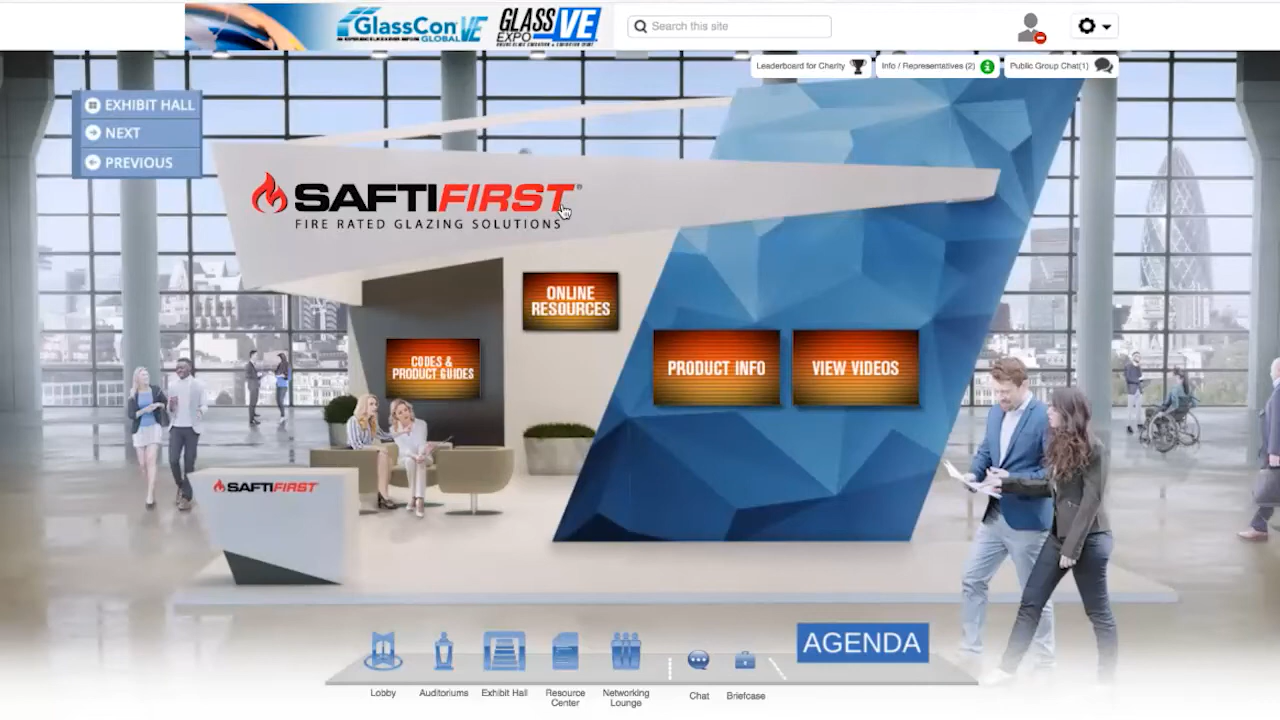 GlassCon VE
GLOBAL
GLASS
EXPO VE
Search this site
Leaderboard for Charity
Info / Representatives (2)
Public Group Chat(1)
EXHIBIT HALL
NEXT
PREVIOUS
SAFTIFIRST®
FIRE RATED GLAZING SOLUTIONS
ONLINE
RESOURCES
CODES &
PRODUCT GUIDES
PRODUCT INFO
VIEW VIDEOS
SAFTIFIRST
AGENDA
Lobby
Auditoriums
Exhibit Hall
Resource
Center
Networking
Lounge
Chat
Briefcase